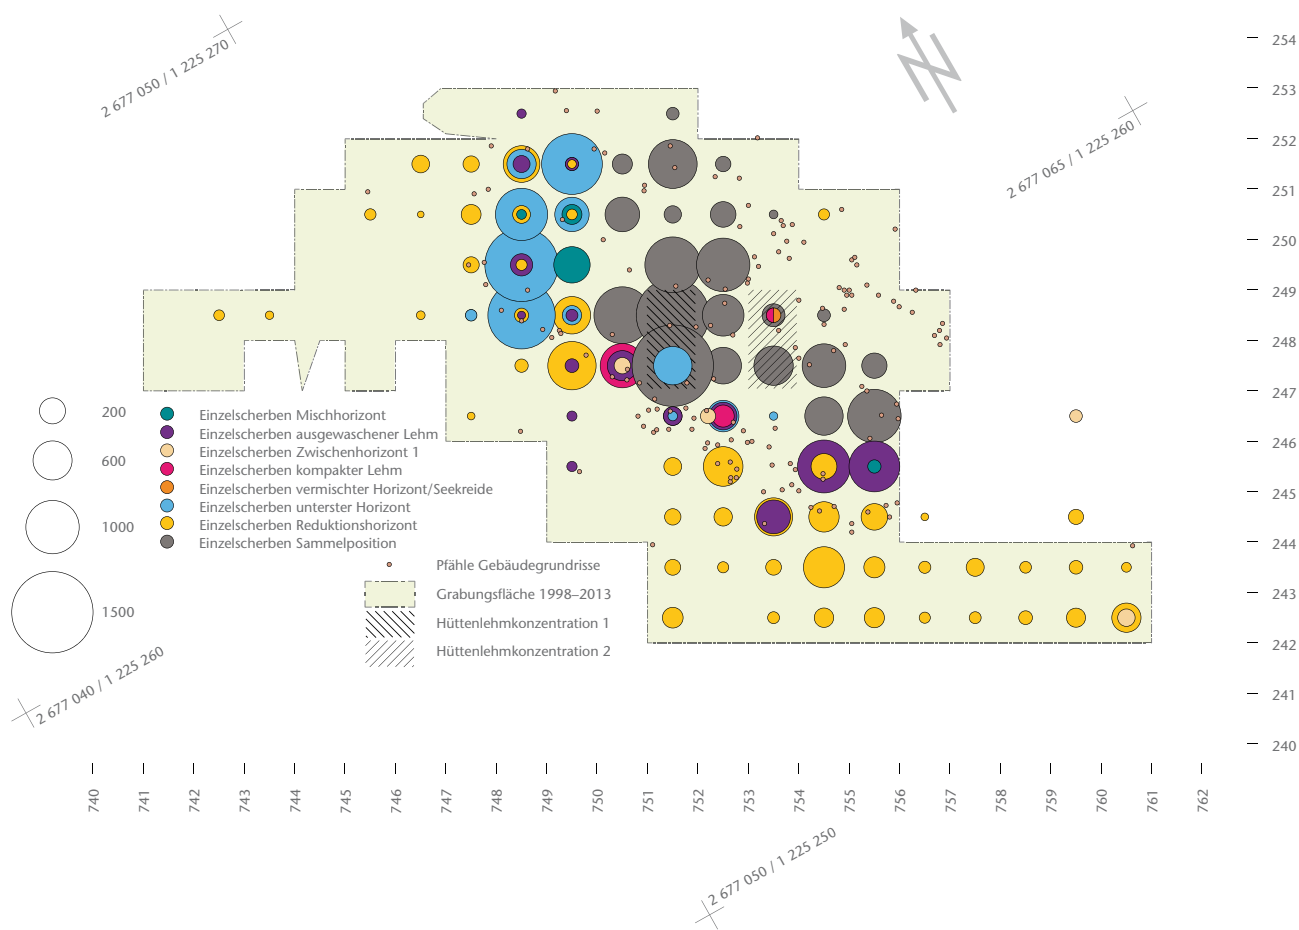 2 677 050 / 1 225 270
2 677 065 / 1 225 260
254
253
252
251
250
249
248
247
246
245
244
243
242
241
240
200
600
1000
1500
Einzelscherben Mischhorizont
Einzelscherben ausgewaschener Lehm
Einzelscherben Zwischenhorizont 1
Einzelscherben kompakter Lehm
Einzelscherben vermischter Horizont/Seekreide
Einzelscherben unterster Horizont
Einzelscherben Reduktionshorizont
Einzelscherben Sammelposition
Pfähle Gebäudegrundrisse
Grabungsfläche 1998–2013
Hüttenlehmkonzentration 1
Hüttenlehmkonzentration 2
2 677 040 / 1 225 260
740
741
742
743
744
745
746
747
748
749
750
751
752
753
754
755
756
757
758
759
760
761
762
2 677 050 / 1 225 250